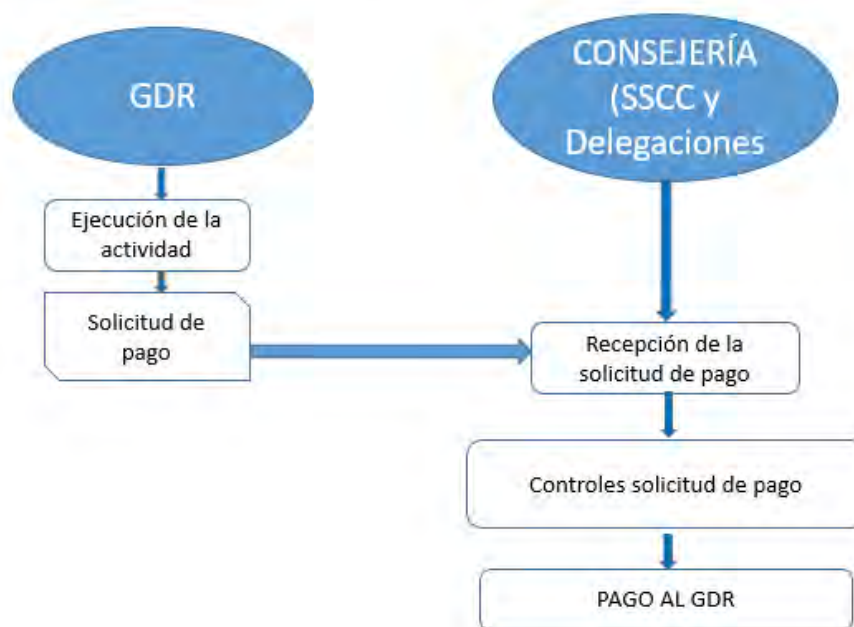 GDR
CONSEJERÍA
(SSCC y
Delegaciones
Ejecución de la
actividad
Solicitud de
pago
Recepción de la
solicitud de pago
Controles solicitud de pago
PAGO AL GDR